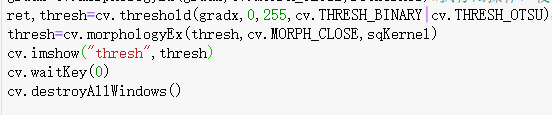 ret,thresh=cv.threshold(gradx,0,255,cv.THRESH_BINARY|cv.THRESH_OTSU)
thresh=cv.morphologyEx(thresh,cv.MORPH_CLOSE,sqKernel)
cv.imshow("thresh",thresh)
cv.waitKey(0)
cv.destroyAllWindows()